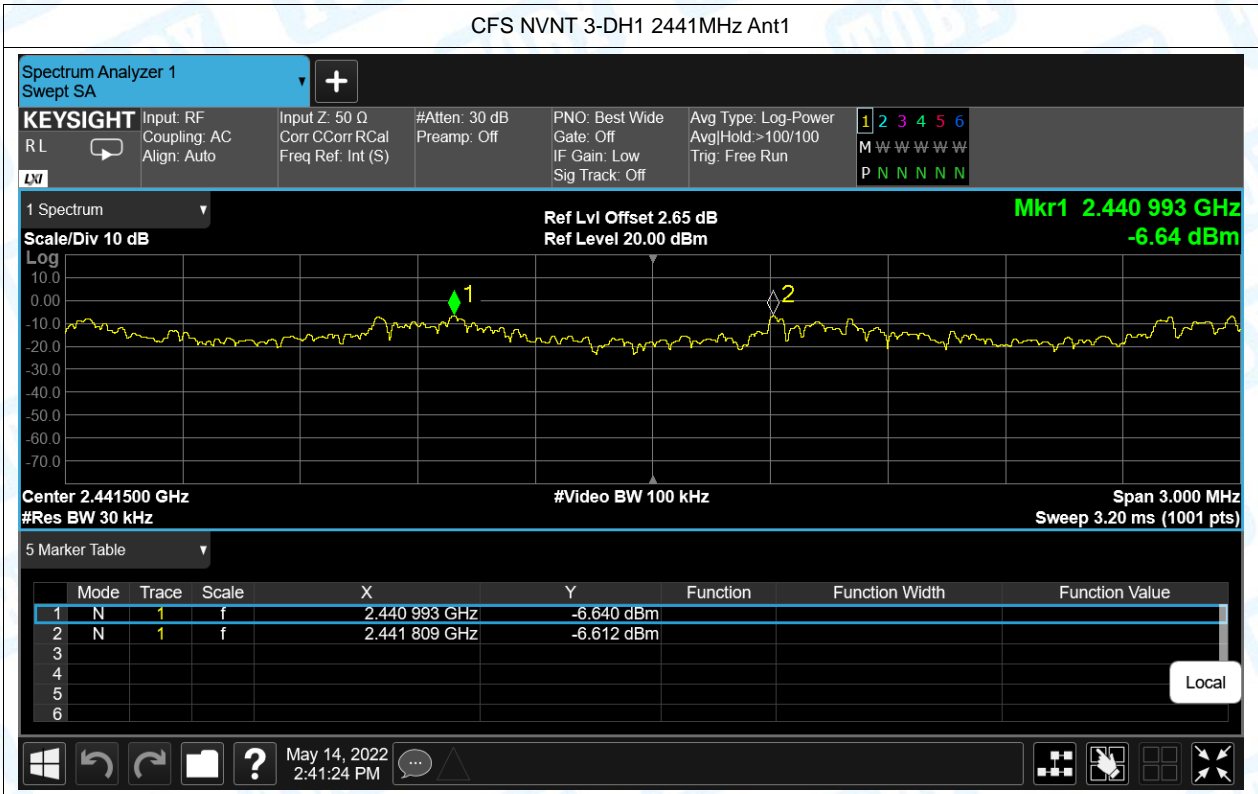 CFS NVNT 3-DH1 2441MHz Ant1
Spectrum Analyzer 1
Swept SA
KEYSIGHT
RL
LXI
Input: RF
Coupling: AC
Align: Auto
Input Z: 50 Ω
Corr CCorr RCal
Freq Ref: Int (S)
#Atten: 30 dB
Preamp: Off
PNO: Best Wide
Gate: Off
IF Gain: Low
Sig Track: Off
Avg Type: Log-Power
Avg|Hold:>100/100
Trig: Free Run
1 2 3 4 5 6
M W W W W W
P N N N N N
1 Spectrum
Scale/Div 10 dB
Ref Lvl Offset 2.65 dB
Ref Level 20.00 dBm
Mkr1 2.440 993 GHz
-6.64 dBm
Log
10.0
0.00
-10.0
-20.0
-30.0
-40.0
-50.0
-60.0
-70.0
1
2
Center 2.441500 GHz
#Video BW 100 kHz
Span 3.000 MHz
#Res BW 30 kHz
Sweep 3.20 ms (1001 pts)
5 Marker Table
Mode Trace Scale X Y Function Function Width Function Value
1 N 1 f 2.440 993 GHz -6.640 dBm
2 N 1 f 2.441 809 GHz -6.612 dBm
3
4
5
6
Local
?
May 14, 2022
2:41:24 PM
TOBY